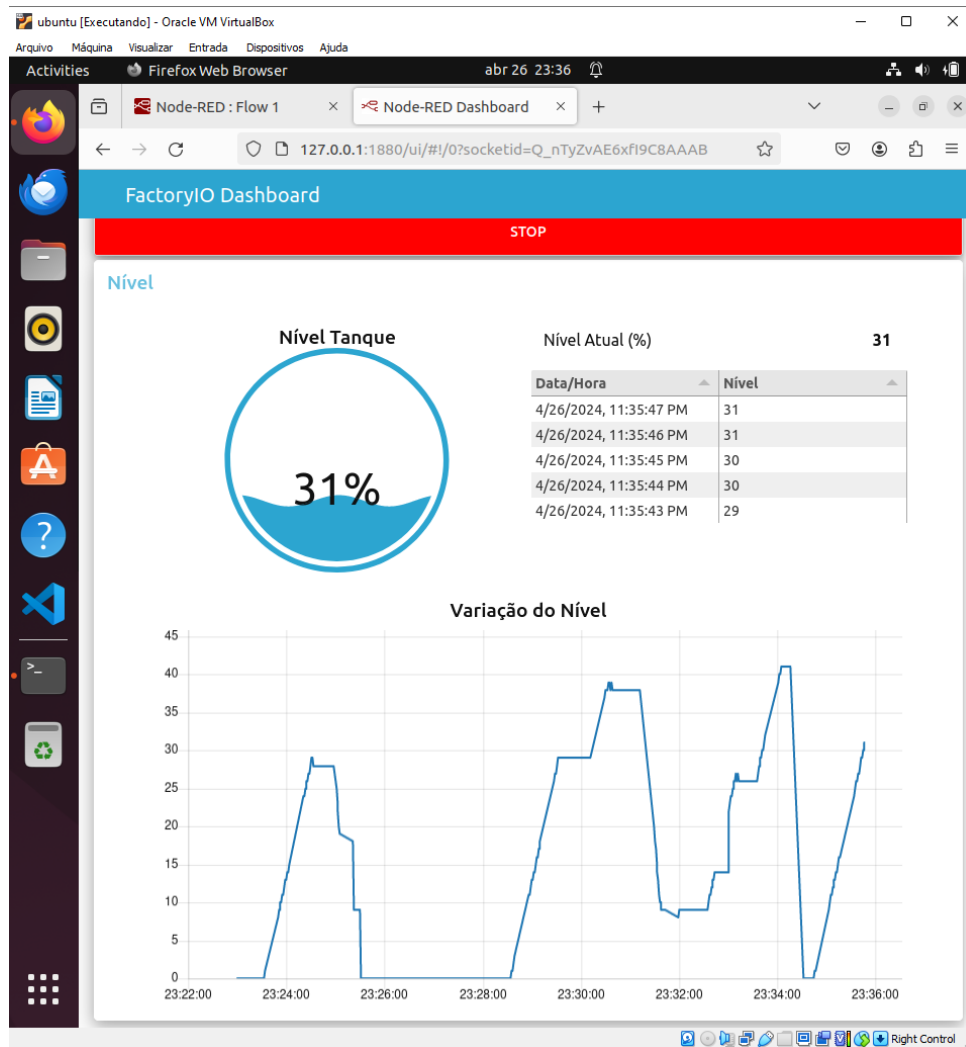 ubuntu [Executando] - Oracle VM VirtualBox
Arquivo Máquina Visualizar Entrada Dispositivos Ajuda
Activities Firefox Web Browser abr 26 23:36
Node-RED : Flow 1 Node-RED Dashboard
127.0.0.1:1880/ui/#!/0?socketid=Q_nTyZvAE6xfI9C8AAAB
FactoryIO Dashboard
STOP
Nível
Nível Tanque
31%
Nível Atual (%) 31
Data/Hora Nível
4/26/2024, 11:35:47 PM 31
4/26/2024, 11:35:46 PM 31
4/26/2024, 11:35:45 PM 30
4/26/2024, 11:35:44 PM 30
4/26/2024, 11:35:43 PM 29
Variação do Nível
45
40
35
30
25
20
15
10
5
0
23:22:00 23:24:00 23:26:00 23:28:00 23:30:00 23:32:00 23:34:00 23:36:00
Right Control